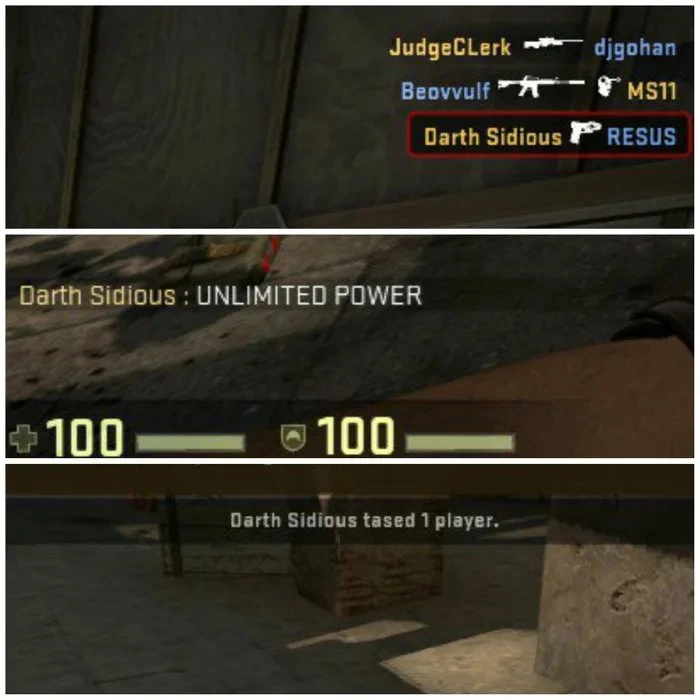 JudgeCLerk djgohan
Beovvulf MS11
Darth Sidious RESUS
Darth Sidious : UNLIMITED POWER
100 100
Darth Sidious tased 1 player.